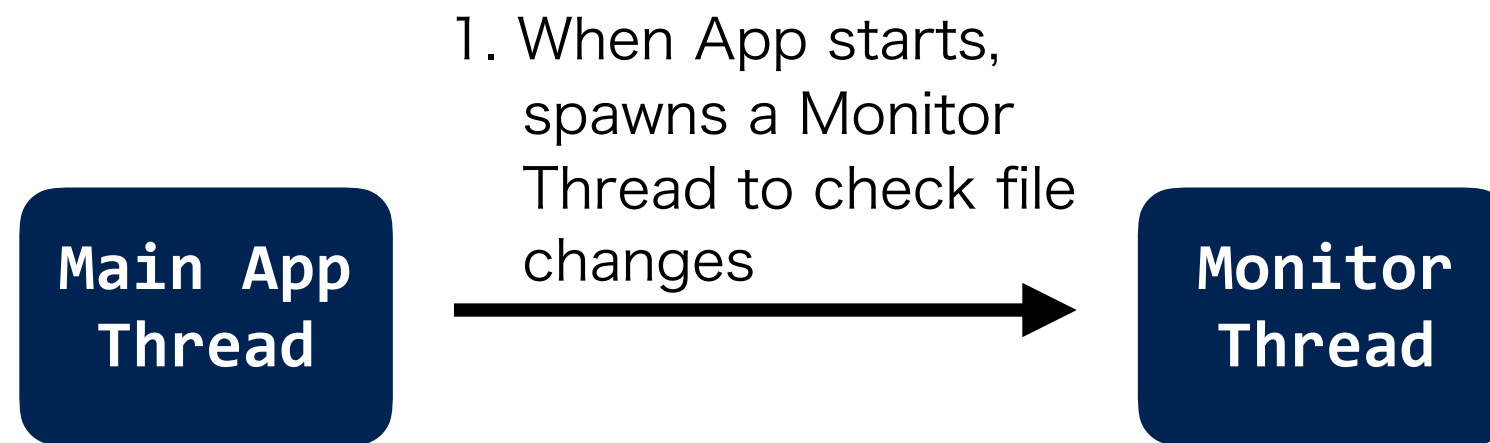 1. When App starts,
spawns a Monitor
Thread to check file
changes
Main App
Thread
Monitor
Thread